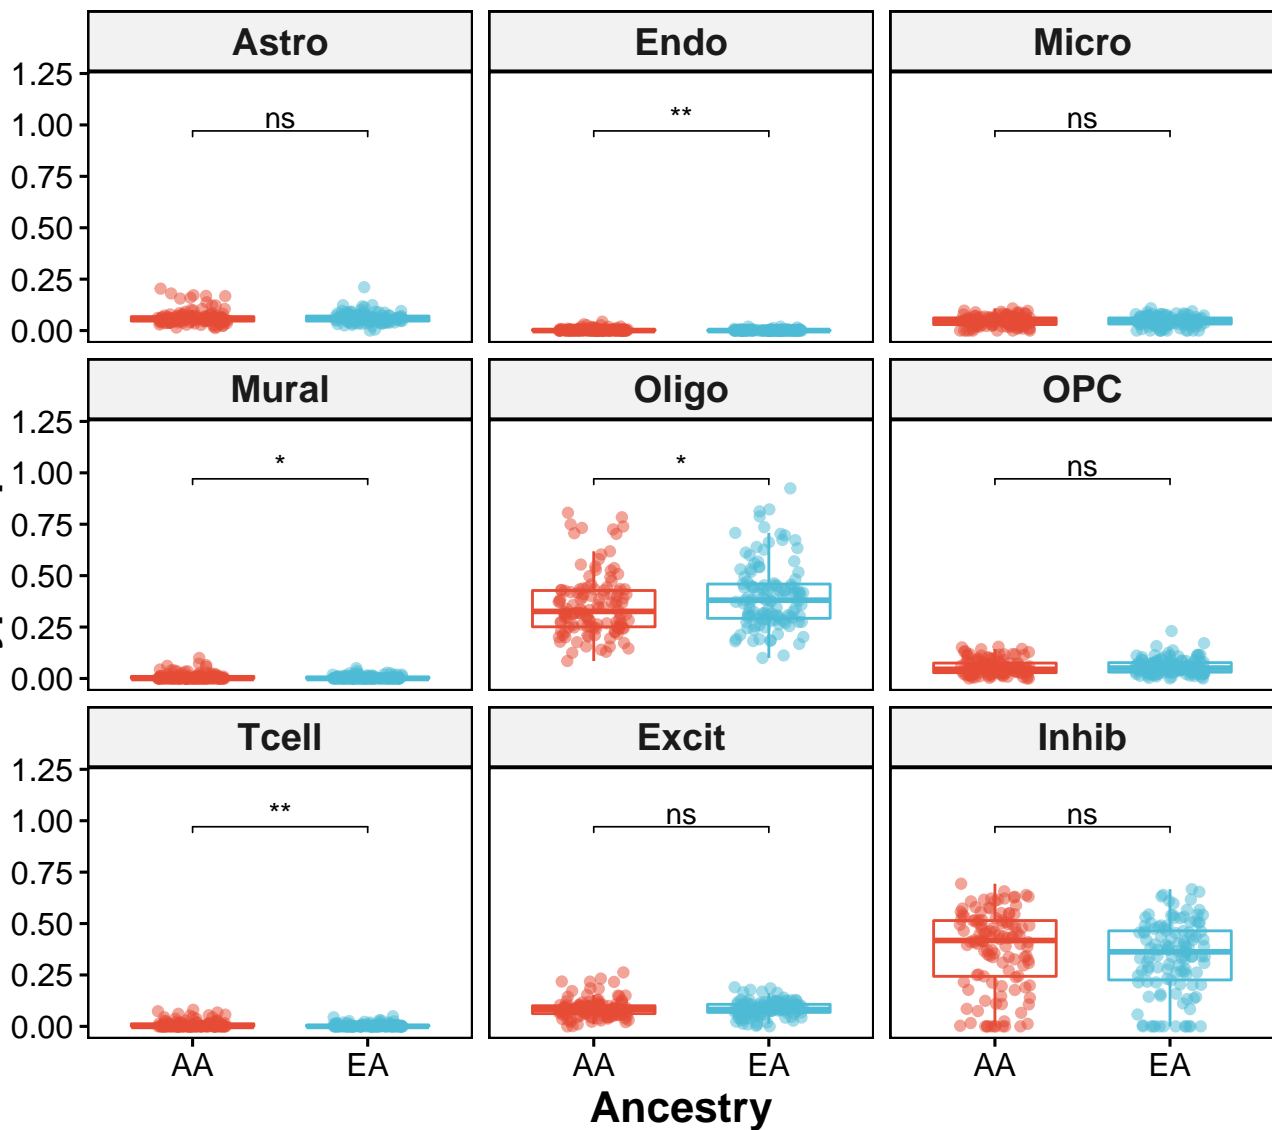 Astro Endo Micro
1.25
1.00 ns ** ns
0.75
0.50
0.25
0.00
Mural Oligo OPC
1.25
1.00 * * ns
0.75
0.50
0.25
0.00
Tcell Excit Inhib
1.25
1.00 ** ns ns
0.75
0.50
0.25
0.00
AA EA AA EA AA EA
Ancestry